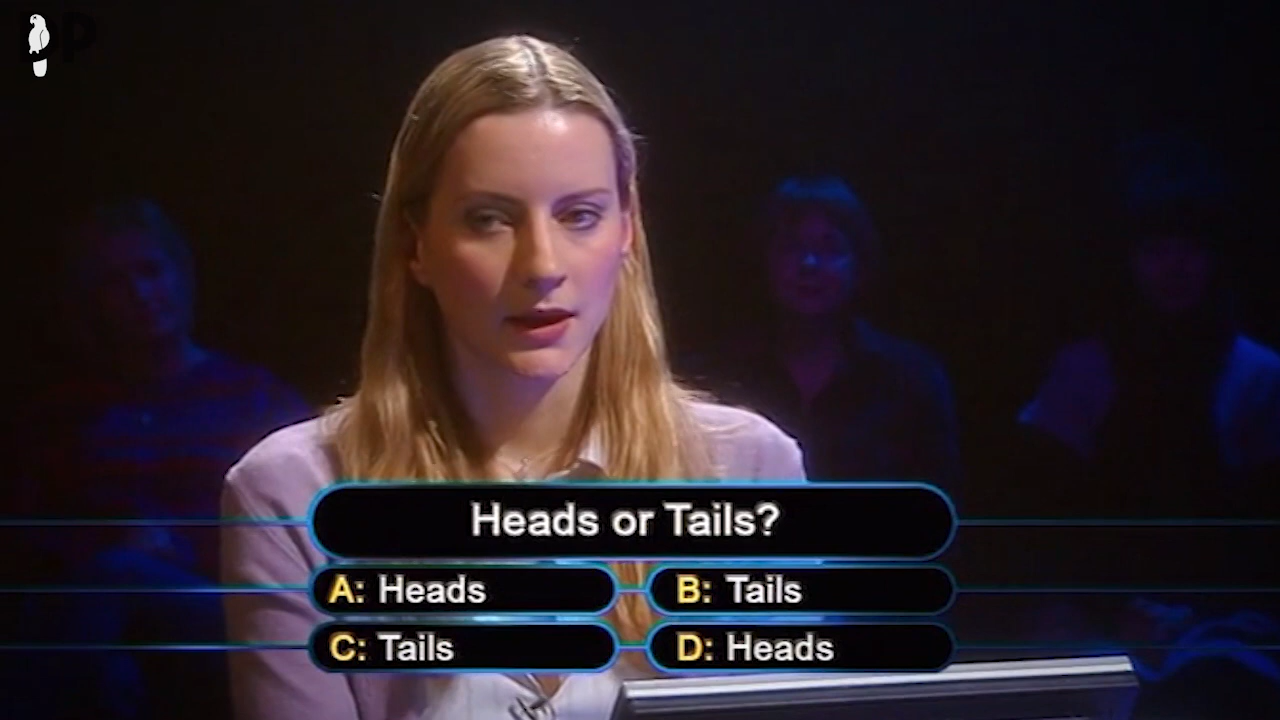 Heads or Tails?
A: Heads
B: Tails
C: Tails
D: Heads